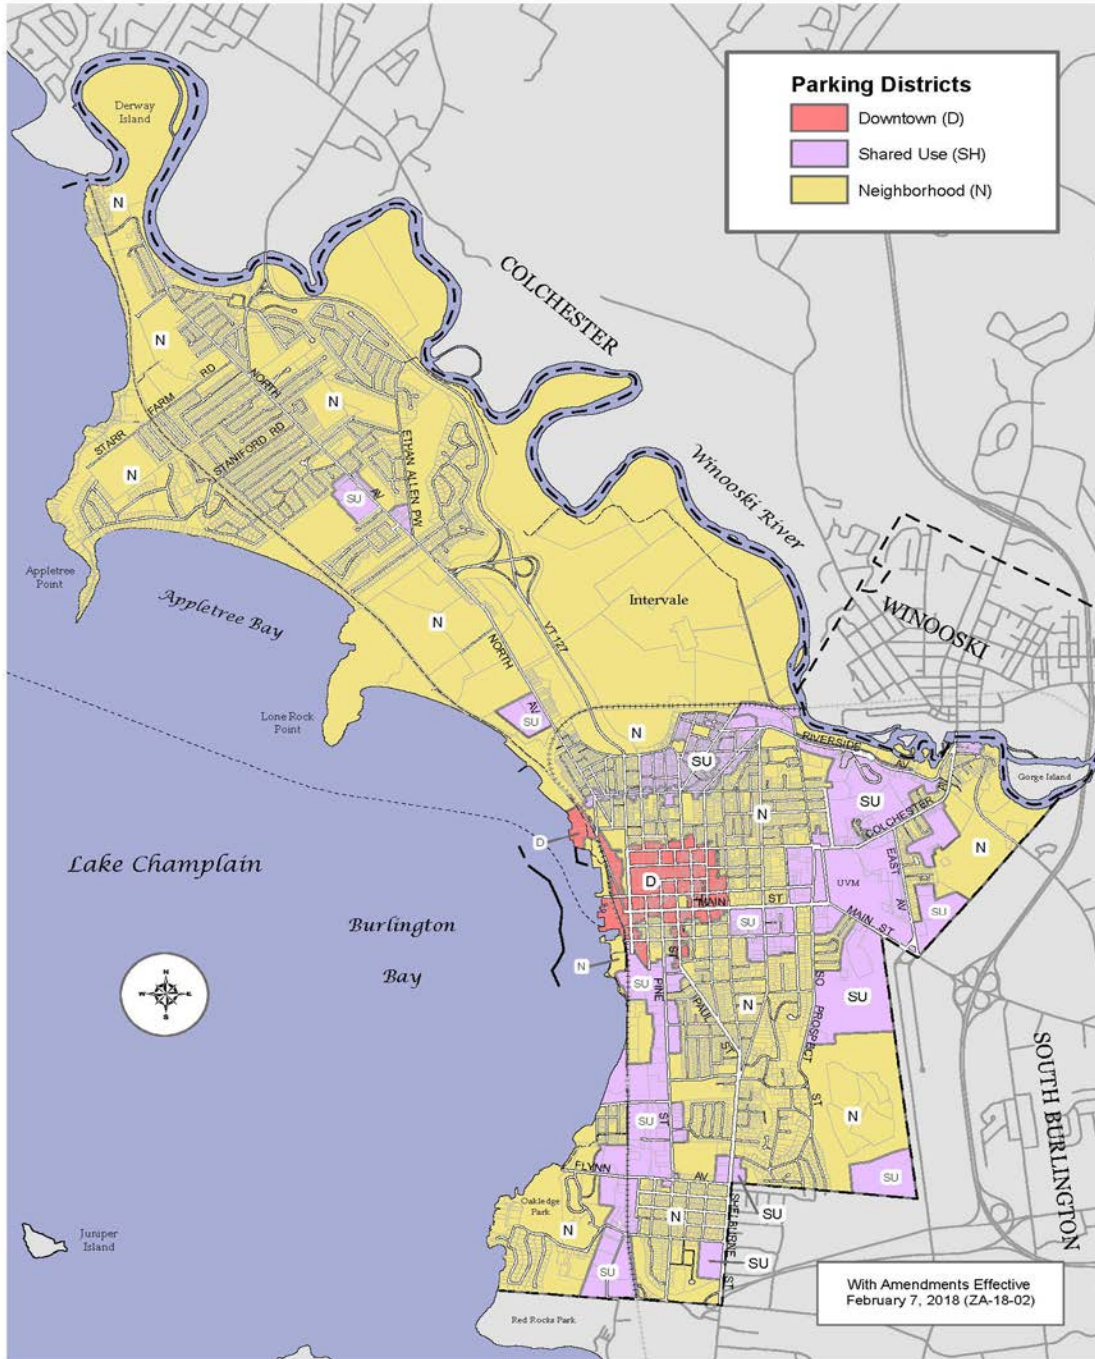 Parking Districts
Downtown (D)
Shared Use (SH)
Neighborhood (N)
Derway
Island
N
COLCHESTER
N
STARR FARM RD
NORTH AV
N
STANIFORD RD
N
ETHAN ALLEN PW
SU
Winooski River
Appletree
Point
Appletree Bay
Intervale
WINOOSKI
N
VT 127
NORTH AV
Lone Rock
Point
SU
N
SU
RIVERSIDE AV
Gorge Island
SU
N
COLCHESTER AV
D
N
EAST AV
Lake Champlain
D
UVM
MAIN ST
MAIN ST
SU
SU
Burlington
Bay
N
SU
PINE ST
ST PAUL ST
N
SO PROSPECT ST
SU
N
W
E
S
SOUTH BURLINGTON
N
SU
FLYNN AV
SU
Oakledge
Park
N
N
SHELBURNE ST
SU
Juniper
Island
SU
SU
With Amendments Effective
February 7, 2018 (ZA-18-02)
Red Rocks Park